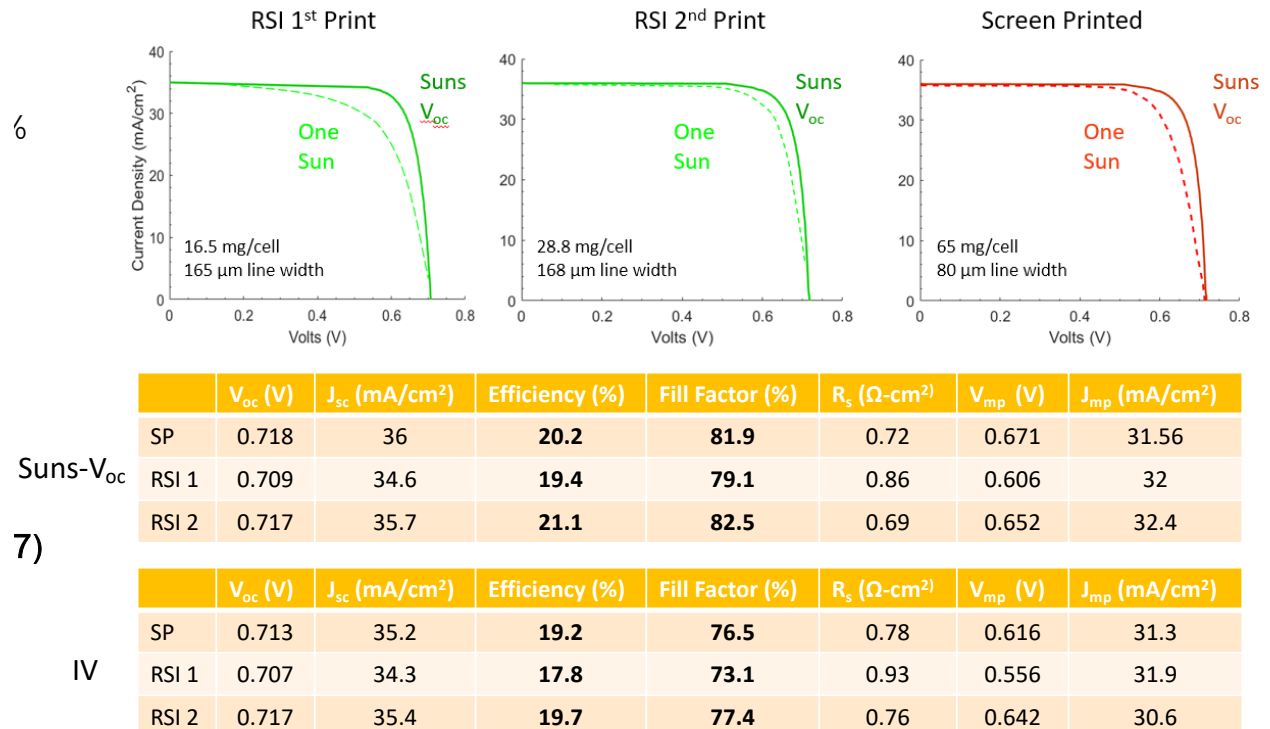 RSI 1st Print
RSI 2nd Print
Screen Printed
%
Current Density (mA/cm2)
40
30
20
10
0
Suns
Voc
One
Sun
16.5 mg/cell
165 µm line width
0 0.2 0.4 0.6 0.8
Volts (V)
40
30
20
10
0
Suns
Voc
One
Sun
28.8 mg/cell
168 µm line width
0 0.2 0.4 0.6 0.8
Volts (V)
40
30
20
10
0
Suns
Voc
One
Sun
65 mg/cell
80 µm line width
0 0.2 0.4 0.6 0.8
Volts (V)
Suns-Voc
Voc (V) Jsc (mA/cm2) Efficiency (%) Fill Factor (%) Rs (Ω-cm2) Vmp (V) Jmp (mA/cm2)
SP 0.718 36 20.2 81.9 0.72 0.671 31.56
RSI 1 0.709 34.6 19.4 79.1 0.86 0.606 32
RSI 2 0.717 35.7 21.1 82.5 0.69 0.652 32.4
7)
IV
Voc (V) Jsc (mA/cm2) Efficiency (%) Fill Factor (%) Rs (Ω-cm2) Vmp (V) Jmp (mA/cm2)
SP 0.713 35.2 19.2 76.5 0.78 0.616 31.3
RSI 1 0.707 34.3 17.8 73.1 0.93 0.556 31.9
RSI 2 0.717 35.4 19.7 77.4 0.76 0.642 30.6